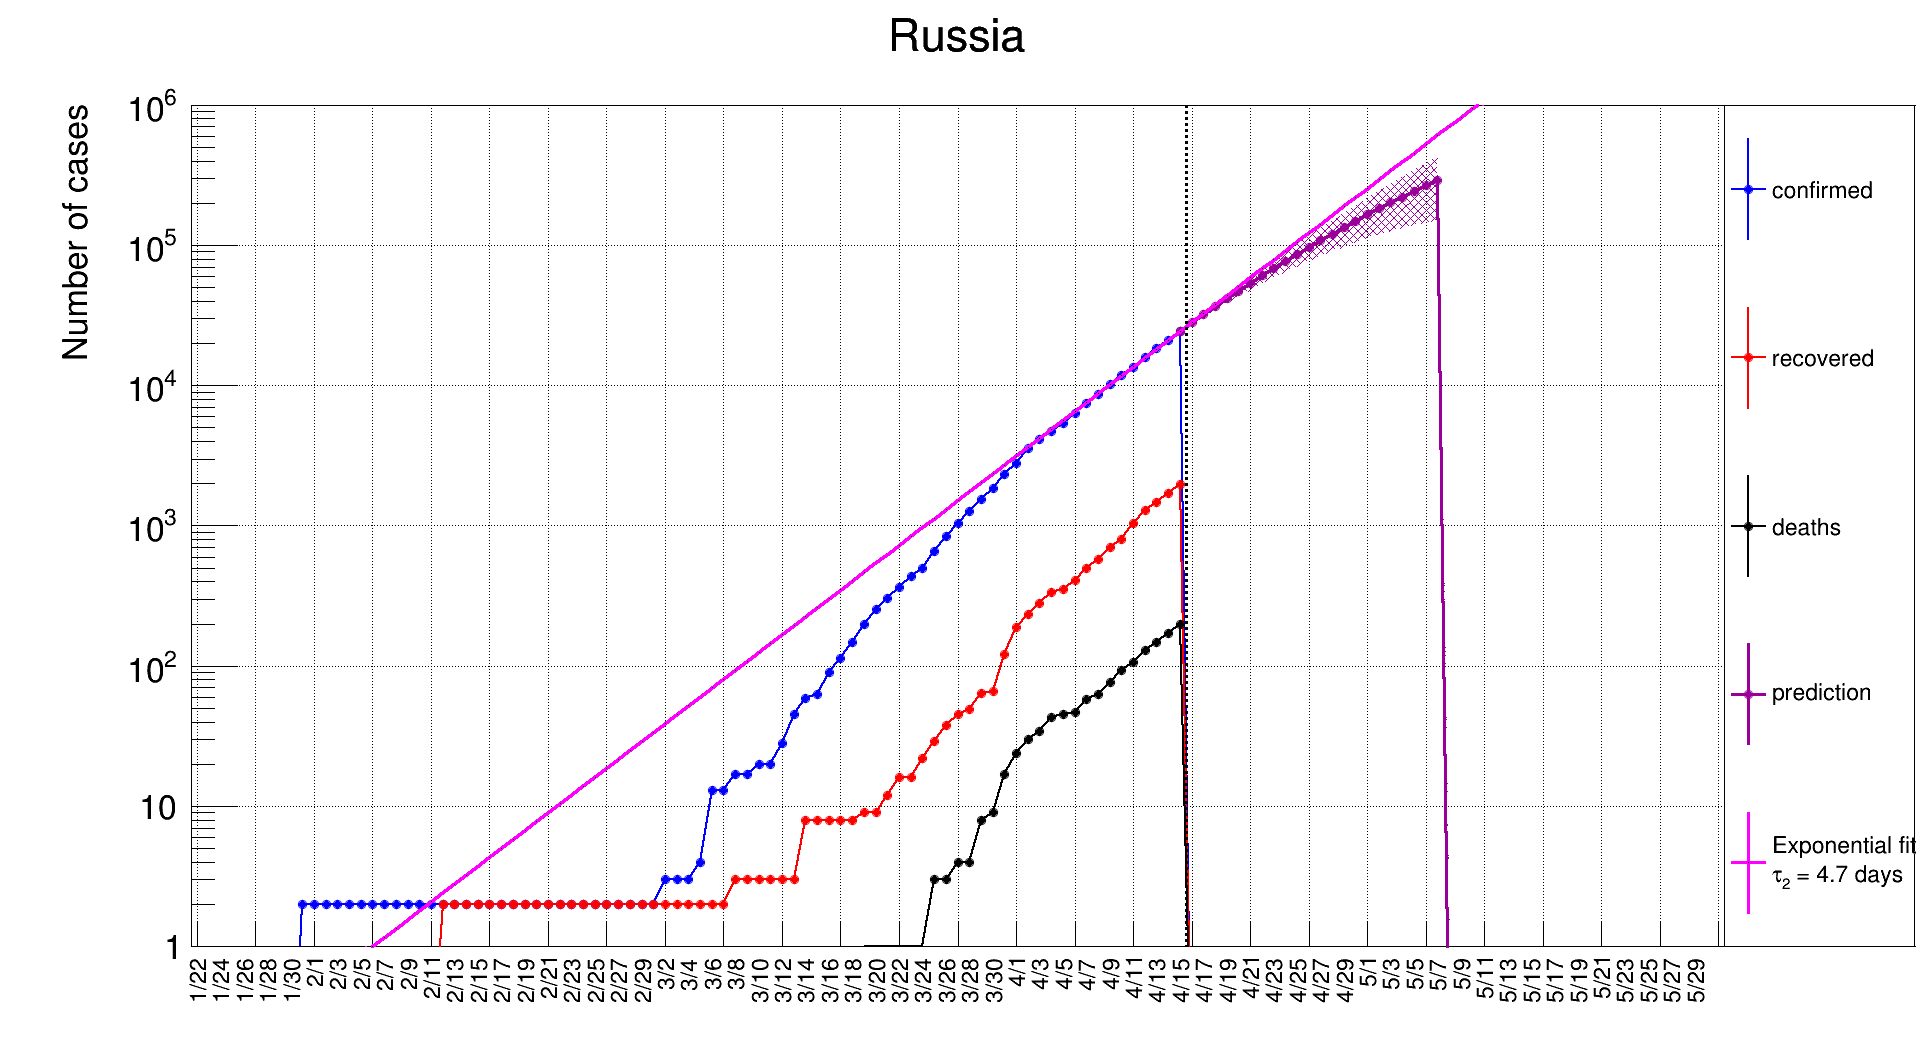 Russia
Number of cases
10^6
10^5
10^4
10^3
10^2
10
1
1/22 1/24 1/26 1/28 1/30 2/1 2/3 2/5 2/7 2/9 2/11 2/13 2/15 2/17 2/19 2/21 2/23 2/25 2/27 2/29 3/2 3/4 3/6 3/8 3/10 3/12 3/14 3/16 3/18 3/20 3/22 3/24 3/26 3/28 3/30 4/1 4/3 4/5 4/7 4/9 4/11 4/13 4/15 4/17 4/19 4/21 4/23 4/25 4/27 4/29 5/1 5/3 5/5 5/7 5/9 5/11 5/13 5/15 5/17 5/19 5/21 5/23 5/25 5/27 5/29
confirmed
recovered
deaths
prediction
Exponential fit
τ₂ = 4.7 days